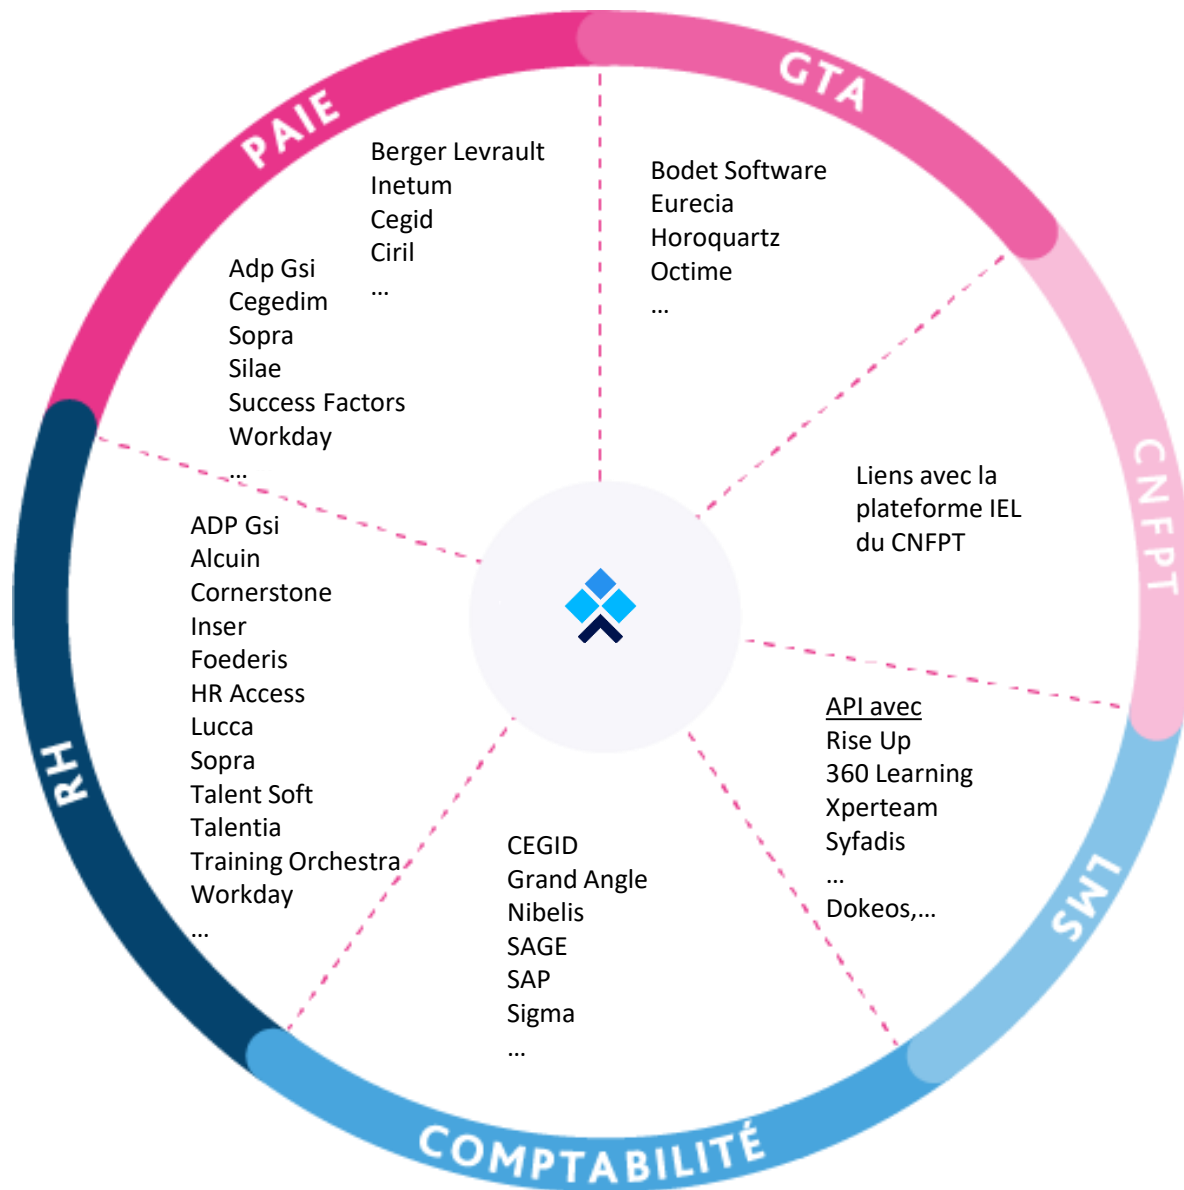 PAIE
Berger Levrault
Inetum
Cegid
Ciril
...
Adp Gsi
Cegedim
Sopra
Silae
Success Factors
Workday
...
GTA
Bodet Software
Eurecia
Horoquartz
Octime
...
CNFPT
Liens avec la
plateforme IEL
du CNFPT
LMS
API avec
Rise Up
360 Learning
Xperteam
Syfadis
...
Dokeos,...
COMPTABILITÉ
CEGID
Grand Angle
Nibelis
SAGE
SAP
Sigma
...
RH
ADP Gsi
Alcuin
Cornerstone
Inser
Foederis
HR Access
Lucca
Sopra
Talent Soft
Talentia
Training Orchestra
Workday
...